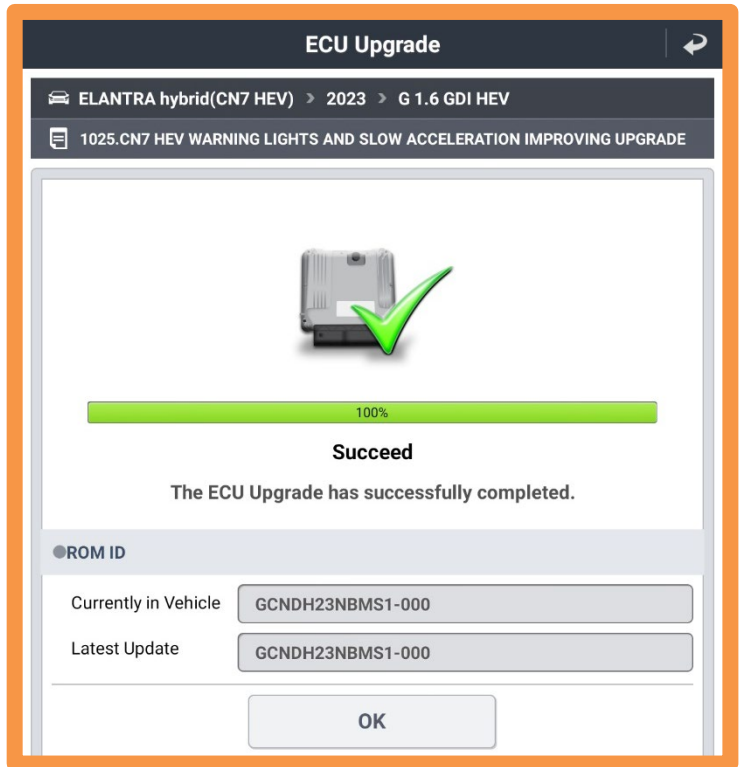 ECU Upgrade
ELANTRA hybrid(CN7 HEV) > 2023 > G 1.6 GDI HEV
1025.CN7 HEV WARNING LIGHTS AND SLOW ACCELERATION IMPROVING UPGRADE
100%
Succeed
The ECU Upgrade has successfully completed.
ROM ID
Currently in Vehicle GCNDH23NBMS1-000
Latest Update GCNDH23NBMS1-000
OK